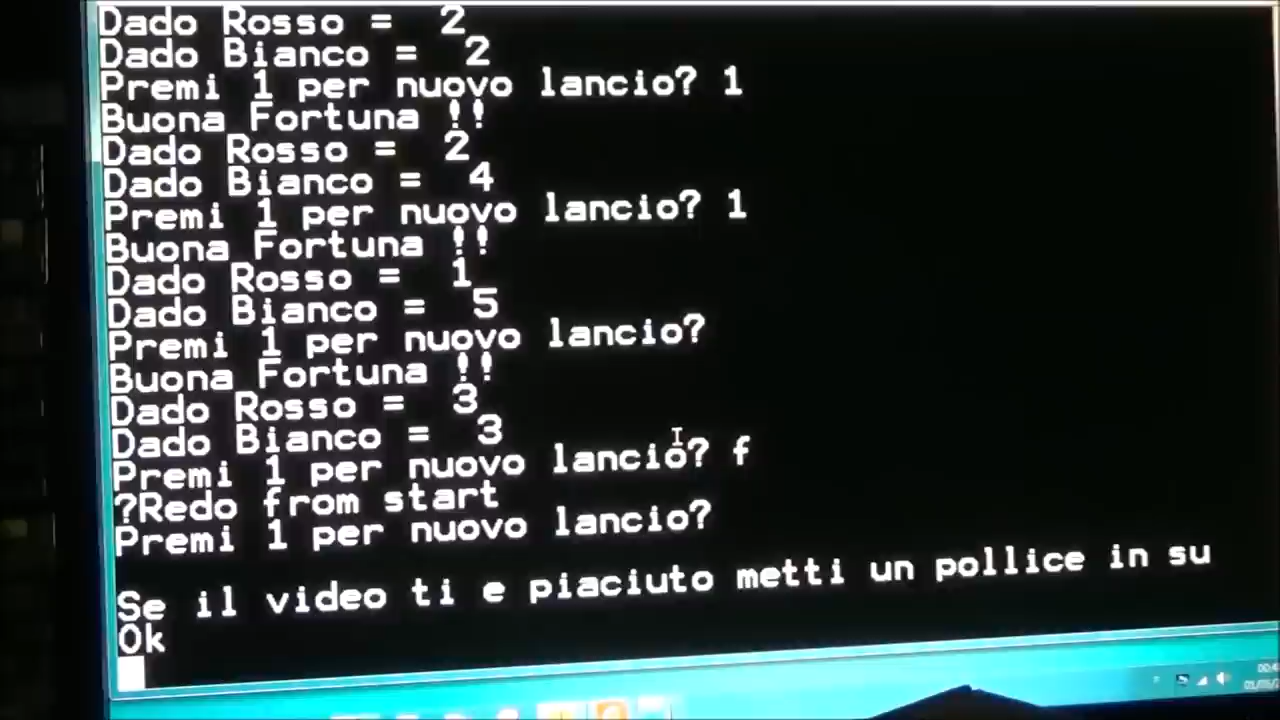 Dado Rosso = 2
Dado Bianco = 2
Premi 1 per nuovo lancio? 1
Buona Fortuna !!
Dado Rosso = 2
Dado Bianco = 4
Premi 1 per nuovo lancio? 1
Buona Fortuna !!
Dado Rosso = 1
Dado Bianco = 5
Premi 1 per nuovo lancio?
Buona Fortuna !!
Dado Rosso = 3
Dado Bianco = 3
Premi 1 per nuovo lancio? f
?Redo from start
Premi 1 per nuovo lancio?
Se il video ti e piaciuto metti un pollice in su
Ok